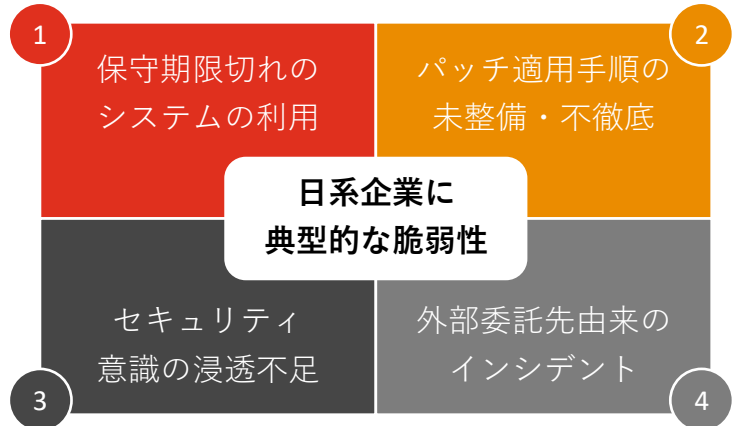 1
保守期限切れの
システムの利用
2
パッチ適用手順の
未整備・不徹底
日系企業に
典型的な脆弱性
3
セキュリティ
意識の浸透不足
外部委託先由来の
インシデント
4